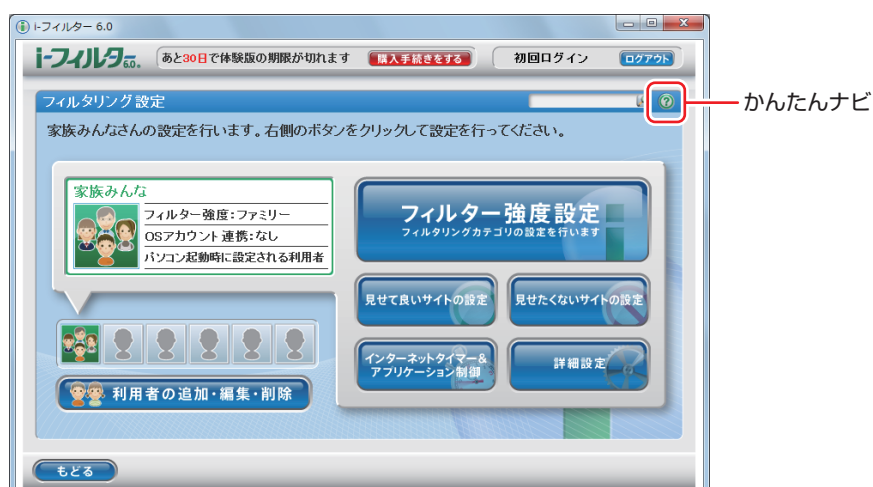 i-フィルター 6.0
i-フィルター6.0. あと30日で体験版の期限が切れます 購入手続きをする 初回ログイン ログアウト
フィルタリング設定
かんたんナビ
家族みんなさんの設定を行います。右側のボタンをクリックして設定を行ってください。
家族みんな
フィルター強度：ファミリー
OSアカウント連携：なし
パソコン起動時に設定される利用者
フィルター強度設定
フィルタリングカテゴリの設定を行います
見せて良いサイトの設定
見せたくないサイトの設定
インターネットタイマー&
アプリケーション制御
詳細設定
利用者の追加・編集・削除
もどる